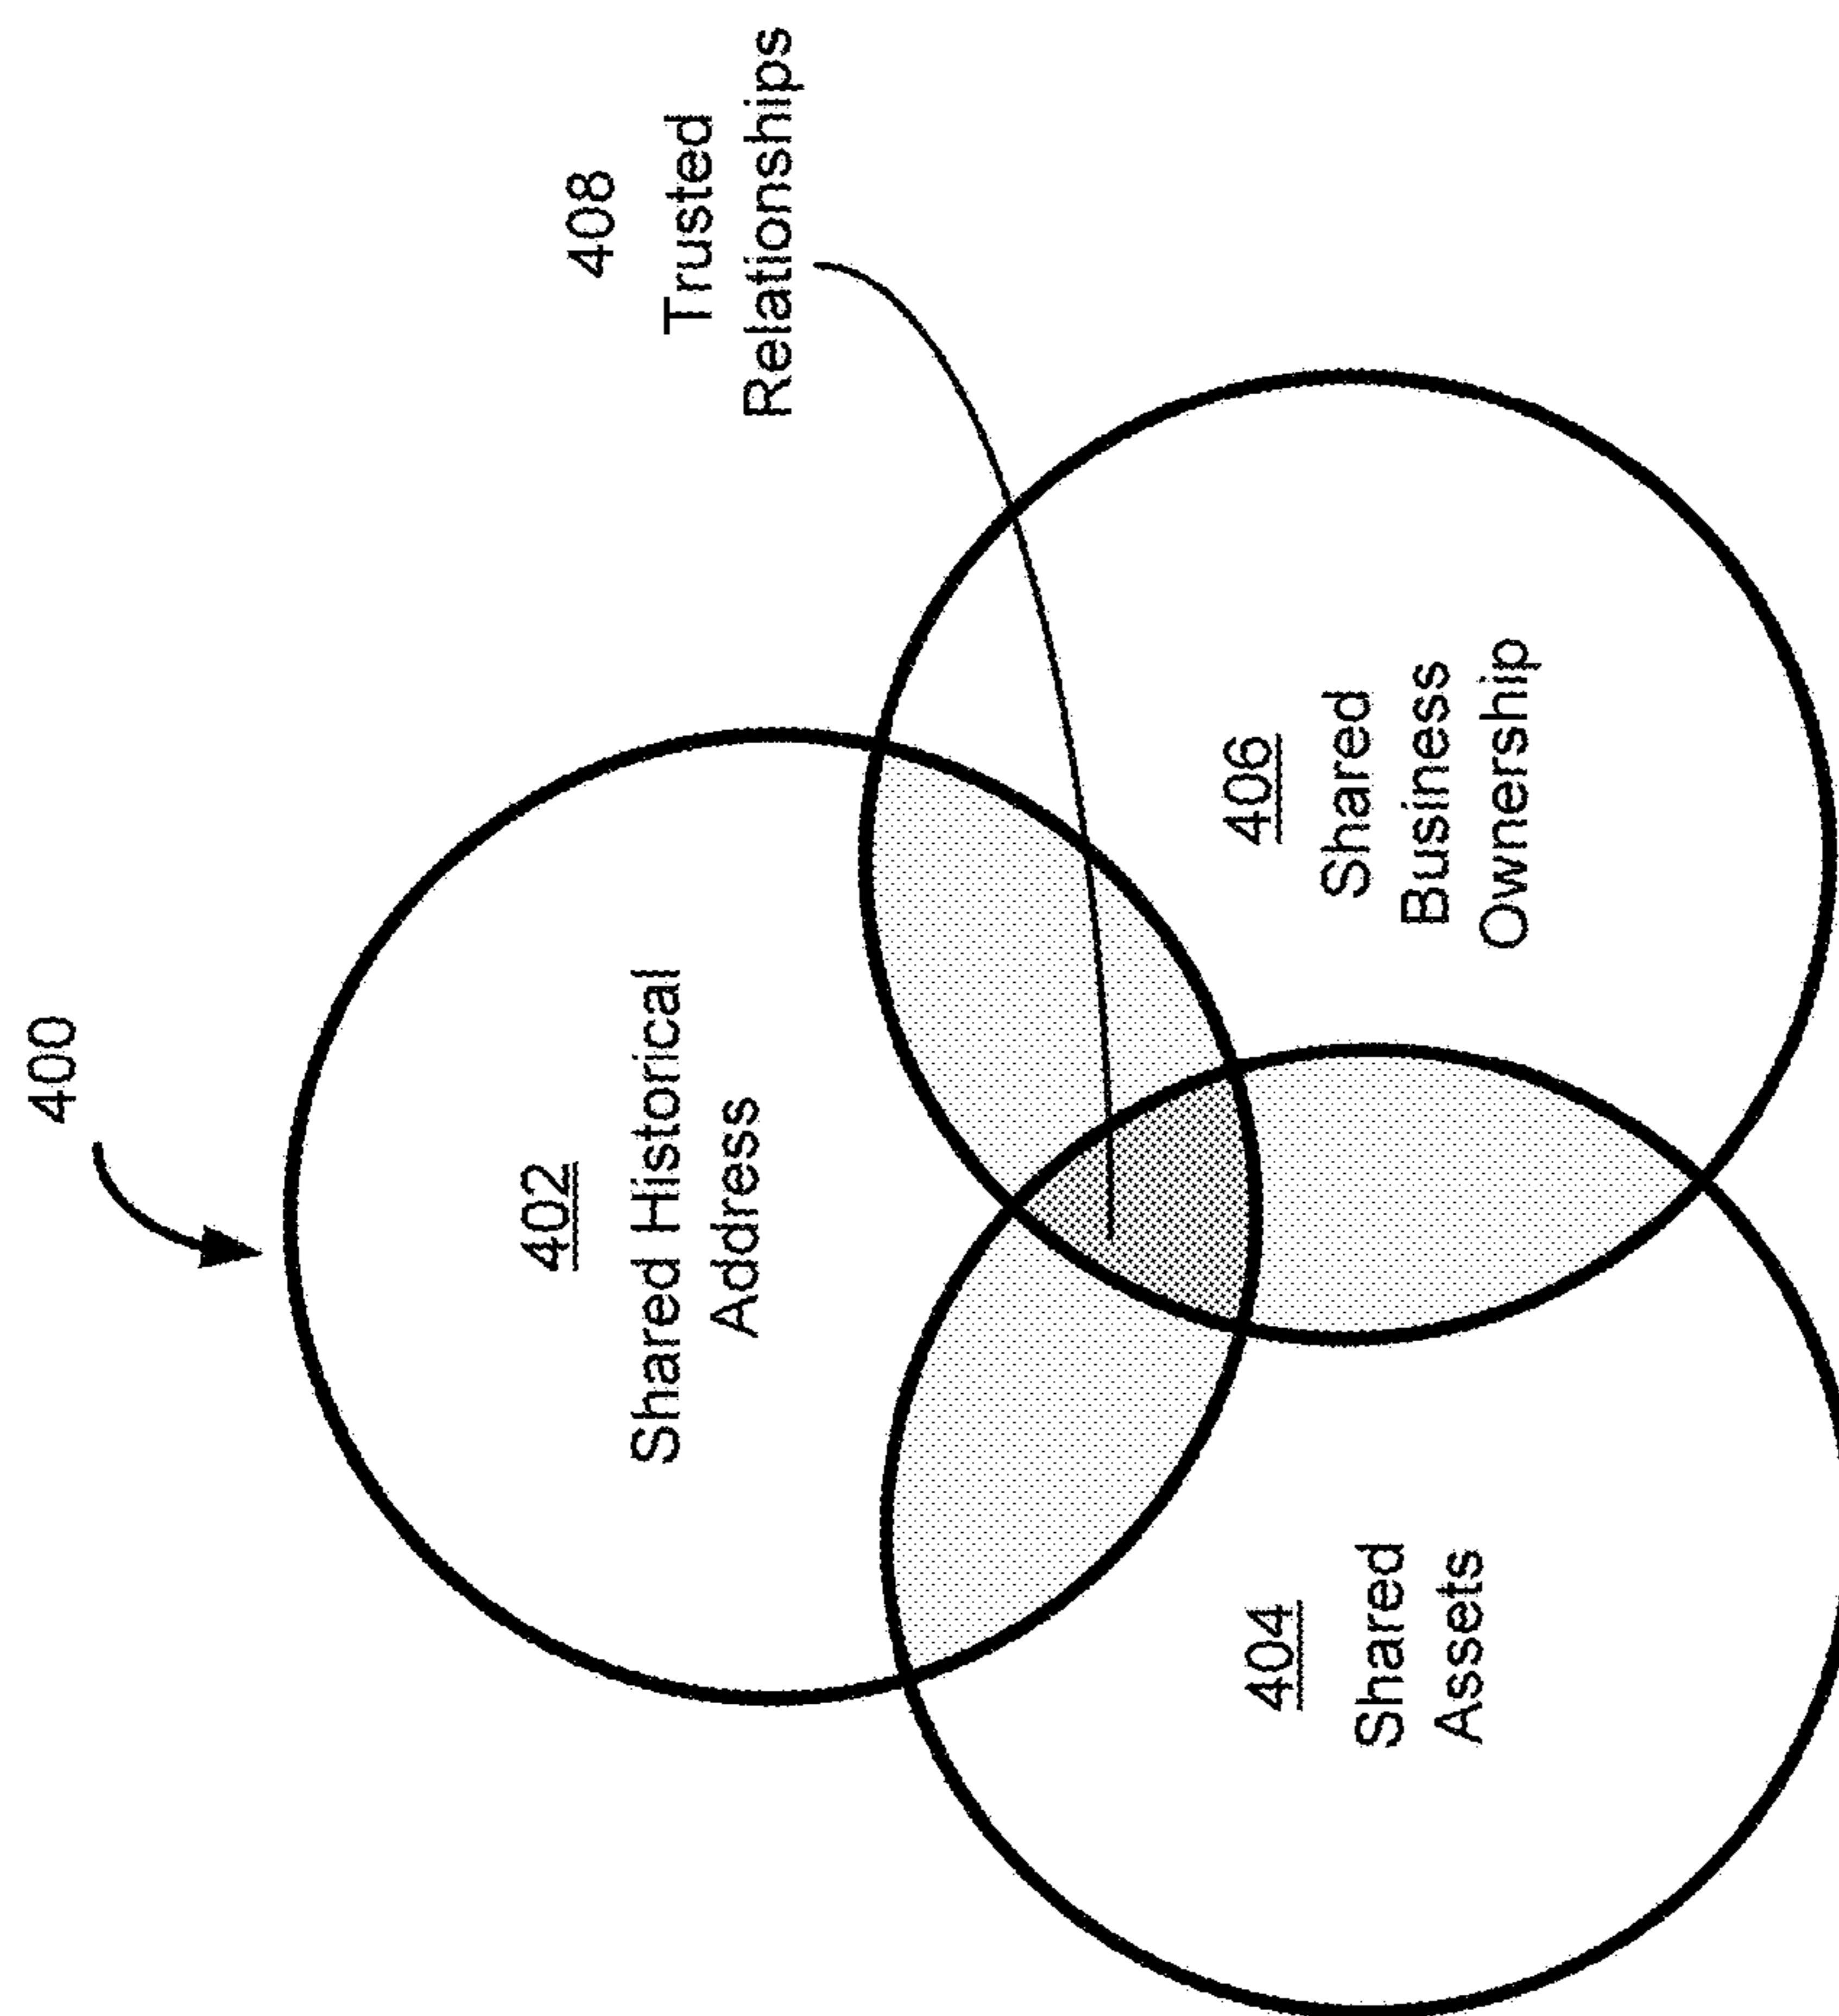 400
402
Shared Historical
Address
408
Trusted
Relationships
404
Shared
Assets
406
Shared
Business
Ownership